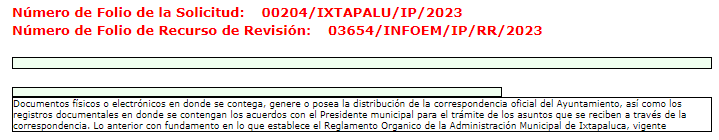 Número de Folio de la Solicitud: 00204/IXTAPALU/IP/2023
Número de Folio de Recurso de Revisión: 03654/INFOEM/IP/RR/2023
Documentos físicos o electrónicos en donde se contega, genere o posea la distribución de la correspondencia oficial del Ayuntamiento, así como los
registros documentales en donde se contengan los acuerdos con el Presidente municipal para el trámite de los asuntos que se reciben a través de la
correspondencia. Lo anterior con fundamento en lo que establece el Reglamento Organico de la Administración Municipal de Ixtapaluca, vigente